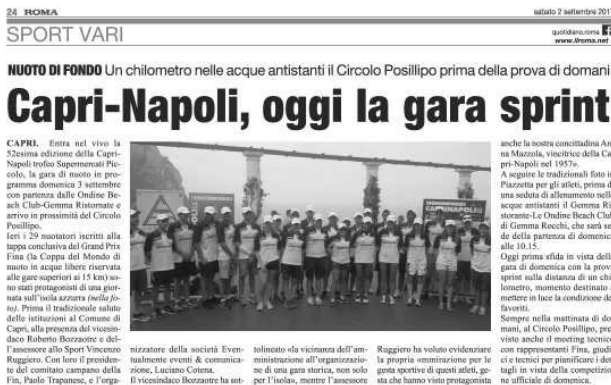 24 ROMA
sabato 2 settembre 201
SPORT VARI
quotidiano.roma
www.ilroma.net
NUOTO DI FONDO Un chilometro nelle acque antistanti il Circolo Posillipo prima della prova di domani
Capri-Napoli, oggi la gara sprint
CAPRI. Entra nel vivo la
52esima edizione della Capri-
Napoli trofeo Supermercati Pic-
colo, la gara di nuoto in pro-
gramma domenica 3 settembre
con partenza dalle Ondine Be-
ach Club-Gemma Ristornate e
arrivo in prossimità del Circolo
Posillipo.
Ieri i 29 nuotatori iscritti alla
tappa conclusiva del Grand Prix
Fina (la Coppa del Mondo di
nuoto in acque libere riservata
alle gare superiori ai 15 km) so-
no stati protagonisti di una gior-
nata sull'isola azzurra (nella fo-
to). Prima il tradizionale saluto
delle istituzioni al Comune di
Capri, alla presenza del vicesin-
daco Roberto Bozzaotre e del-
l'assessore allo Sport Vincenzo
Ruggiero. Con loro il presiden-
te del comitato campano della
Fin, Paolo Trapanese, e l'orga-
nizzatore della società Even-
tualmente eventi & comunica-
zione, Luciano Cotena.
Il vicesindaco Bozzaotre ha sot-
tolineato «la vicinanza dell'am-
ministrazione all'organizzazio-
ne di una gara storica, non solo
per l'isola», mentre l'assessore
Ruggiero ha voluto evidenziare
la propria «ammirazione per le
gesta sportive di questi atleti, ge-
sta che hanno visto protagonista
anche la nostra concittadina An
na Mazzola, vincitrice della Ca
pri-Napoli nel 1957».
A seguire le tradizionali foto in
Piazzetta per gli atleti, prima d
una seduta di allenamento nelle
acque antistanti il Gemma Ri
storante-Le Ondine Beach Club
di Gemma Rocchi, che sarà se
de della partenza di domenica
alle 10.15.
Oggi prima sfida in vista della
gara di domenica con la prova
sprint sulla distanza di un chi
lometro, momento destinato a
mettere in luce la condizione de
favoriti.
Sempre nella mattinata di do
mani, al Circolo Posillipo, pre
visto anche il meeting tecnico
con rappresentanti Fina, giudi
ci e tecnici per pianificare i det
tagli in vista della competizio
ne ufficiale di domenica.
CAPRINAPOLI